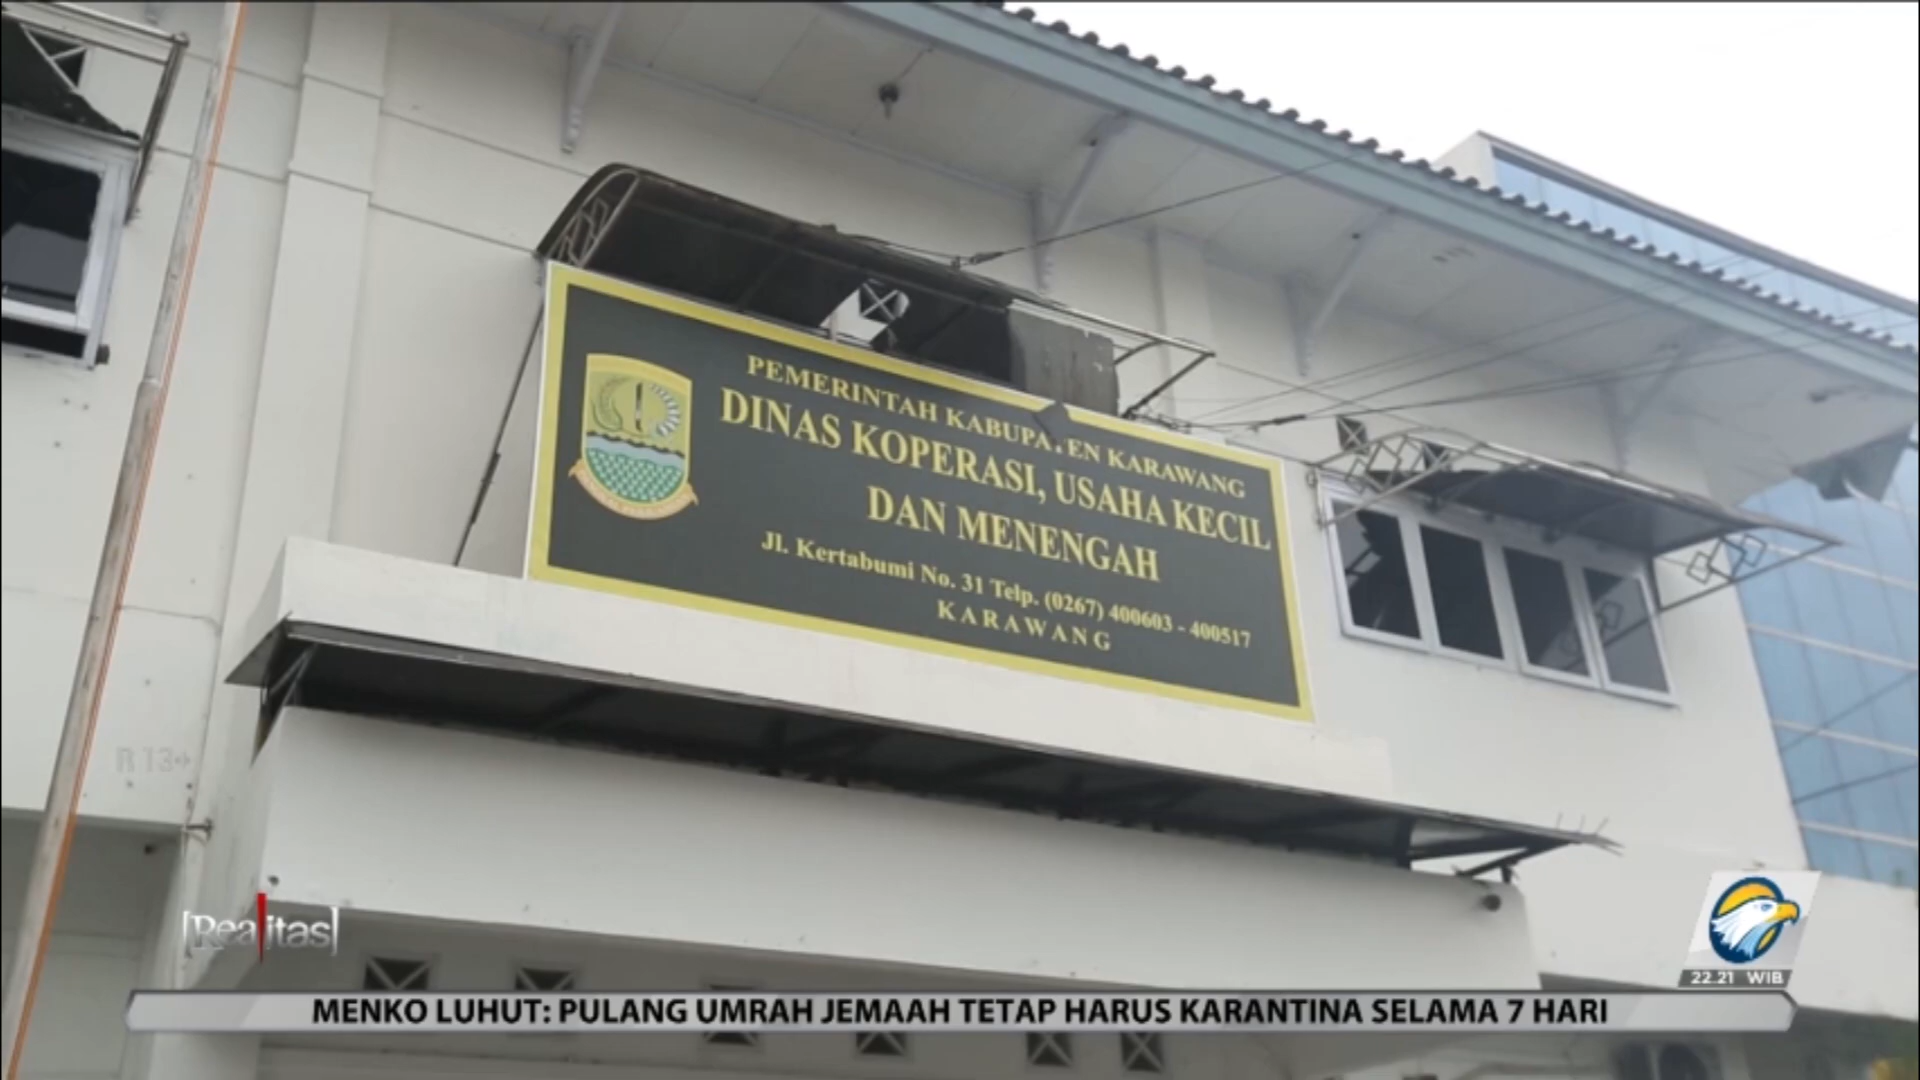 PEMERINTAH KABUPATEN KARAWANG
DINAS KOPERASI, USAHA KECIL
DAN MENENGAH
Jl. Kertabumi No. 31 Telp. (0267) 400603 - 400517
KARAWANG
R 13
[Realitas]
22.21 WIB
MENKO LUHUT: PULANG UMRAH JEMAAH TETAP HARUS KARANTINA SELAMA 7 HARI